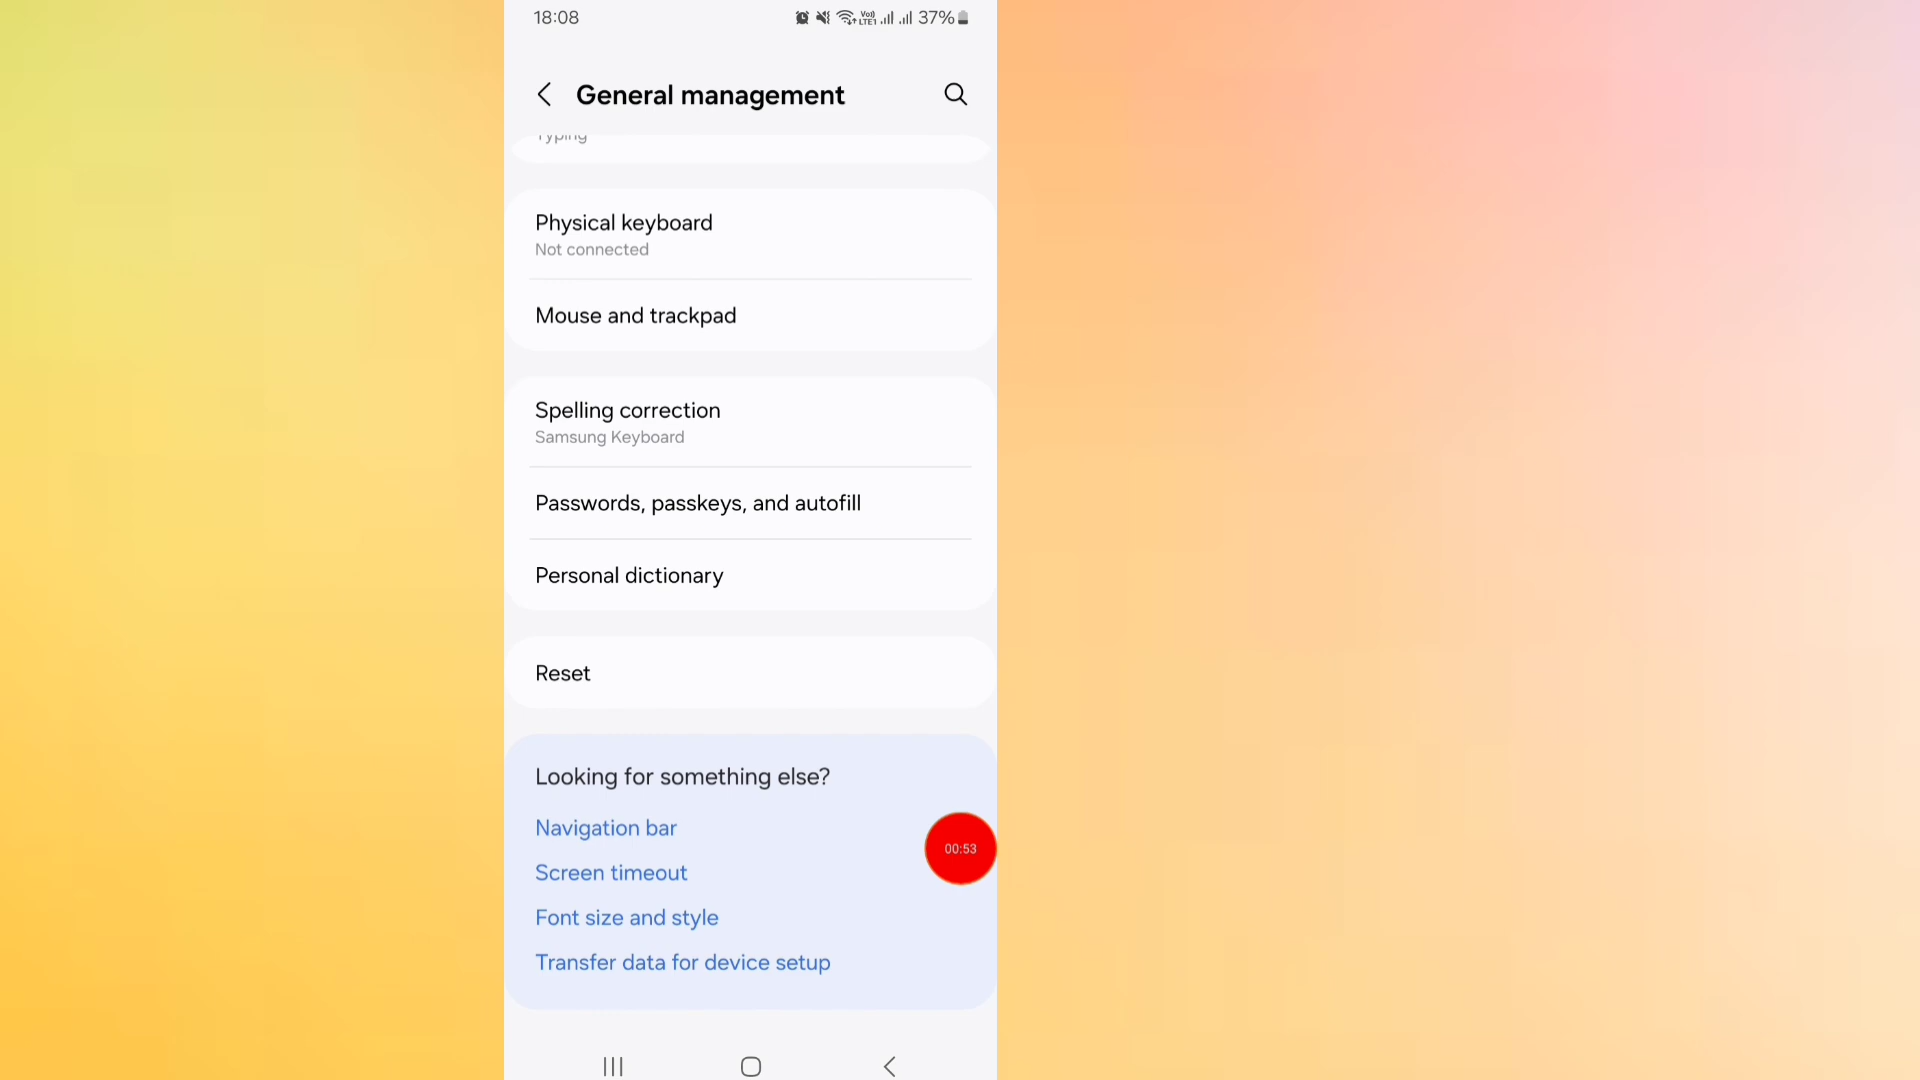 18:08
Vo))
LTE1
37%
General management
Typing
Physical keyboard
Not connected
Mouse and trackpad
Spelling correction
Samsung Keyboard
Passwords, passkeys, and autofill
Personal dictionary
Reset
Looking for something else?
Navigation bar
00:53
Screen timeout
Font size and style
Transfer data for device setup